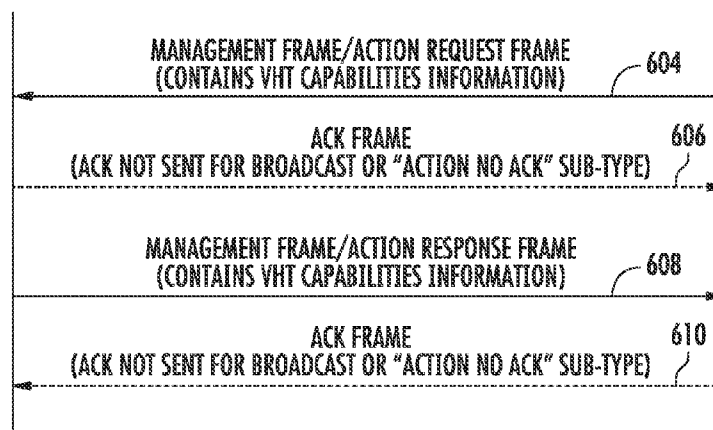 MANAGEMENT FRAME/ACTION REQUEST FRAME
(CONTAINS VHT CAPABILITIES INFORMATION)
604
ACK FRAME
(ACK NOT SENT FOR BROADCAST OR "ACTION NO ACK" SUB-TYPE)
606
MANAGEMENT FRAME/ACTION RESPONSE FRAME
(CONTAINS VHT CAPABILITIES INFORMATION)
608
ACK FRAME
(ACK NOT SENT FOR BROADCAST OR "ACTION NO ACK" SUB-TYPE)
610